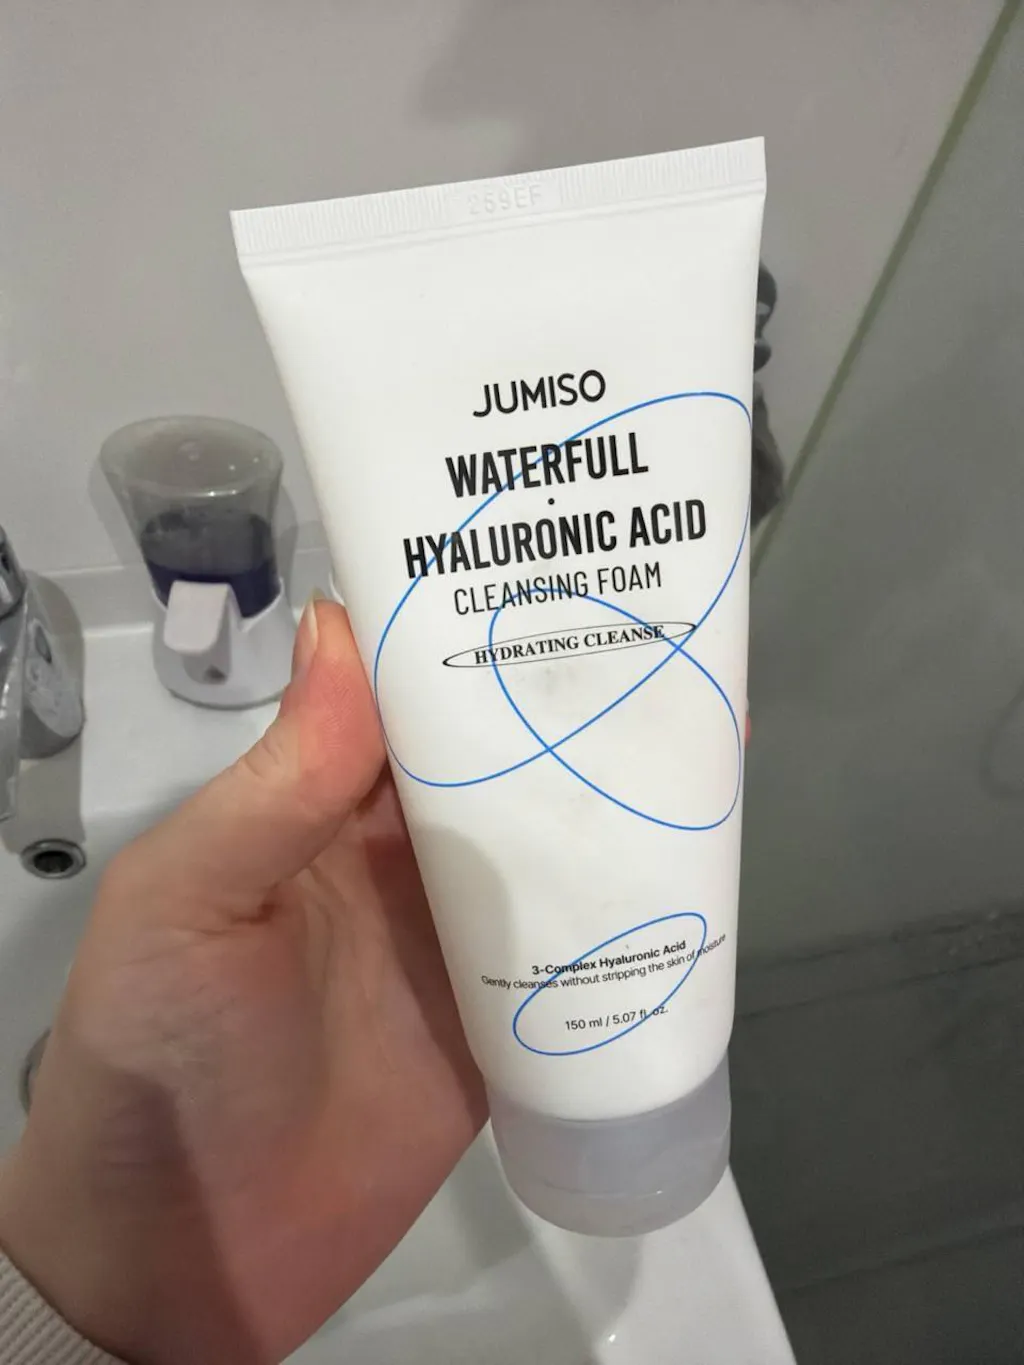 259EF
JUMISO
WATERFULL
·
HYALURONIC ACID
CLEANSING FOAM
HYDRATING CLEANSE
3-Complex Hyaluronic Acid
Gently cleanses without stripping the skin of moisture
150 ml / 5.07 fl. oz.